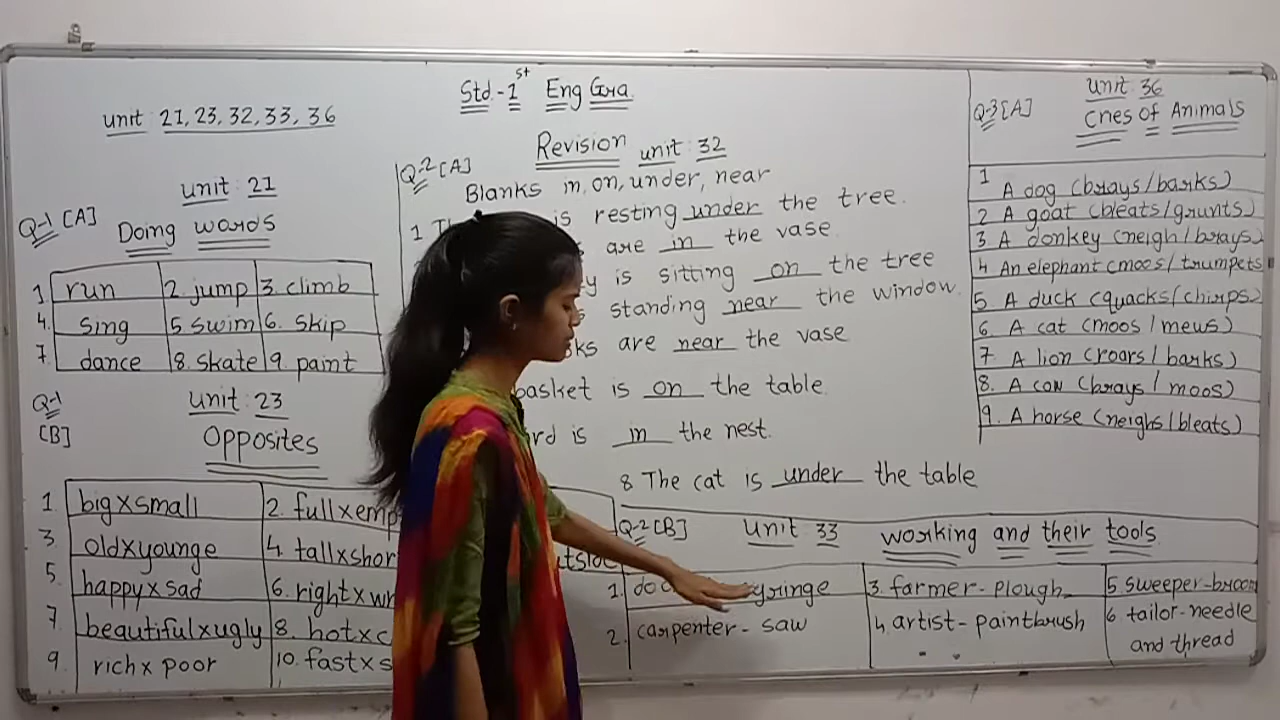 Std.-1st Eng Gra.
unit: 21, 23, 32, 33, 36
Revision
unit: 21
Q-1 [A]
Doing words
1 run 2. jump 3. climb
4. sing 5 swim 6. skip
7. dance 8. skate 9. paint
unit: 23
Q-1 [B]
Opposites
1. big x small 2. full x emp
3. old x younge 4. tall x shor
5. happy x sad 6. right x w
7. beautiful x ugly 8. hot x c
9. rich x poor 10. fast x s
Q-2 [A]
unit: 32
Blanks in, on, under, near
1 is resting under the tree.
are in the vase
is sitting on the tree
standing near the window.
are near the vase
basket is on the table.
is in the nest.
8 The cat is under the table
Q-2 [B] unit 33 working and their tools
1. yringe 3. farmer - plough 5 sweeper - broom
2. carpenter - saw 4. artist - paintbrush 6 tailor - needle
and thread
unit 36
Q-3 [A]
Cries of Animals
1 A dog (brays/barks)
2 A goat (bleats/grunts)
3 A donkey (neigh/brays)
4 An elephant (moos/trumpets
5 A duck (quacks/chirps)
6. A cat (moos/mews)
7 A lion (roars/barks)
8. A cow (brays/moos)
9. A horse (neighs/bleats)